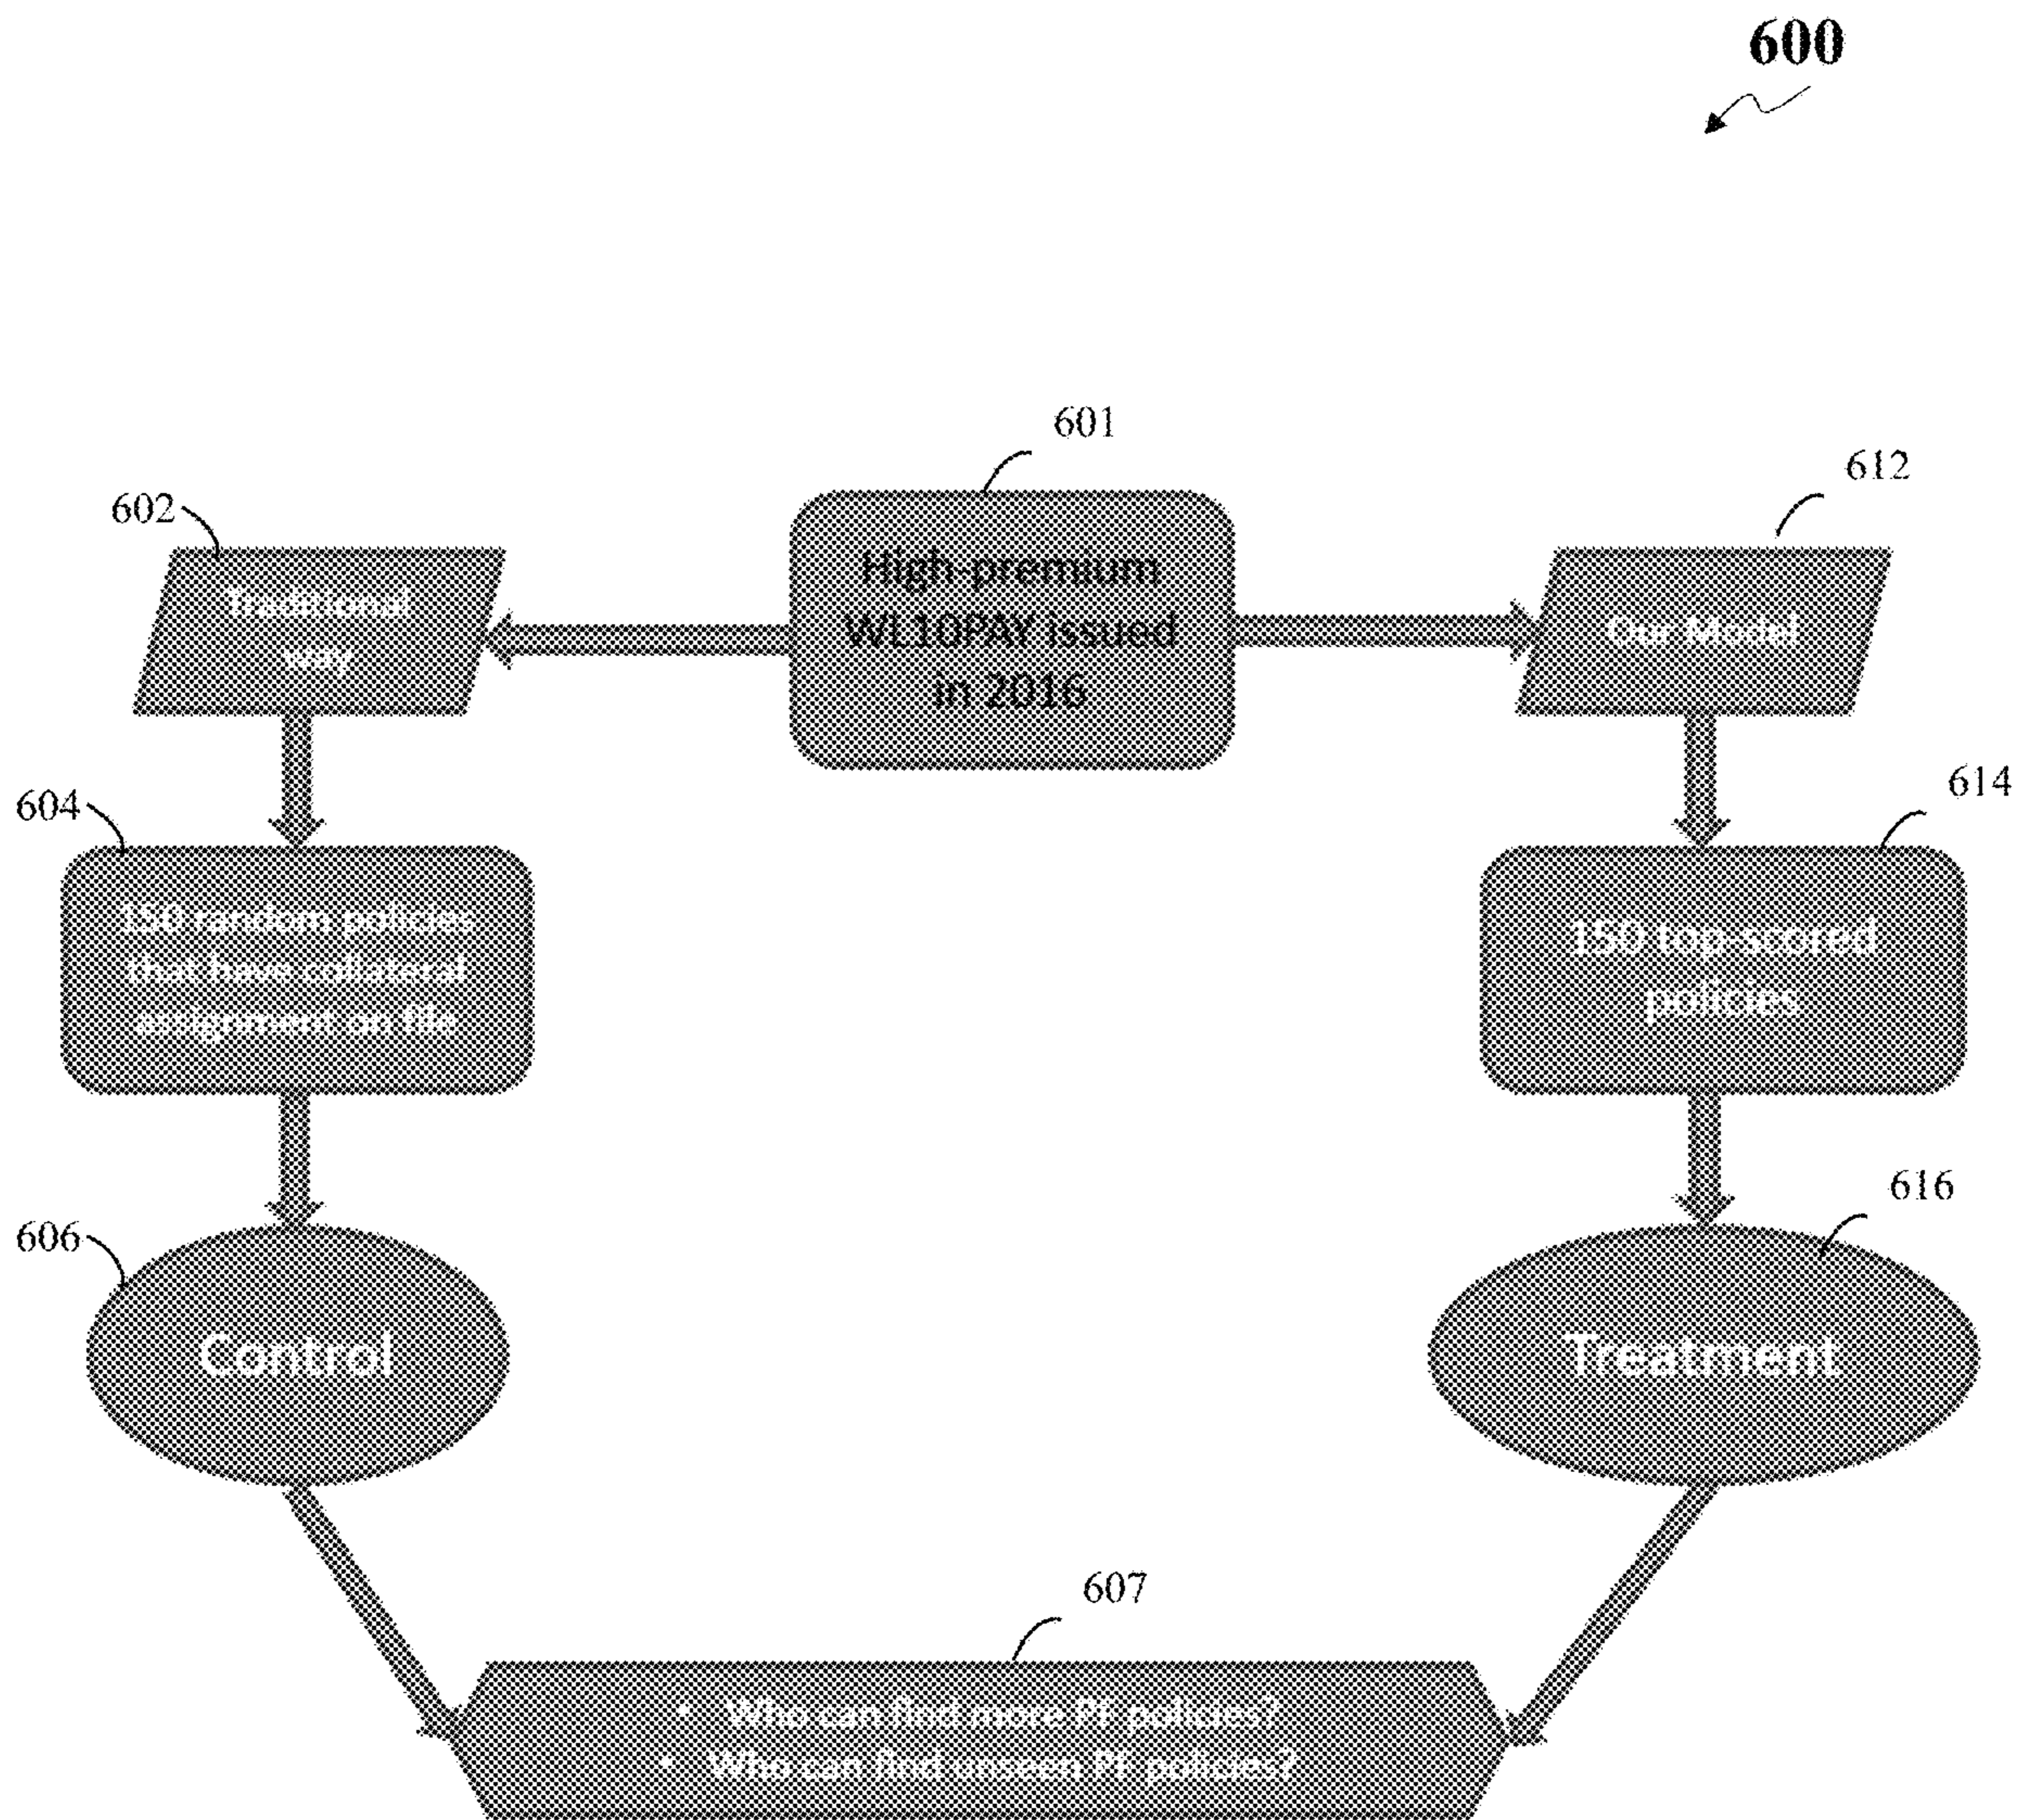 600
601
High-premium
WL10PAY issued
in 2016
602
Traditional
way
612
Our Model
604
150 random policies
that have collateral
assignment on file
614
150 top-scored
policies
606
Control
616
Treatment
607
• Who can find more PF policies?
• Who can find unseen PF policies?